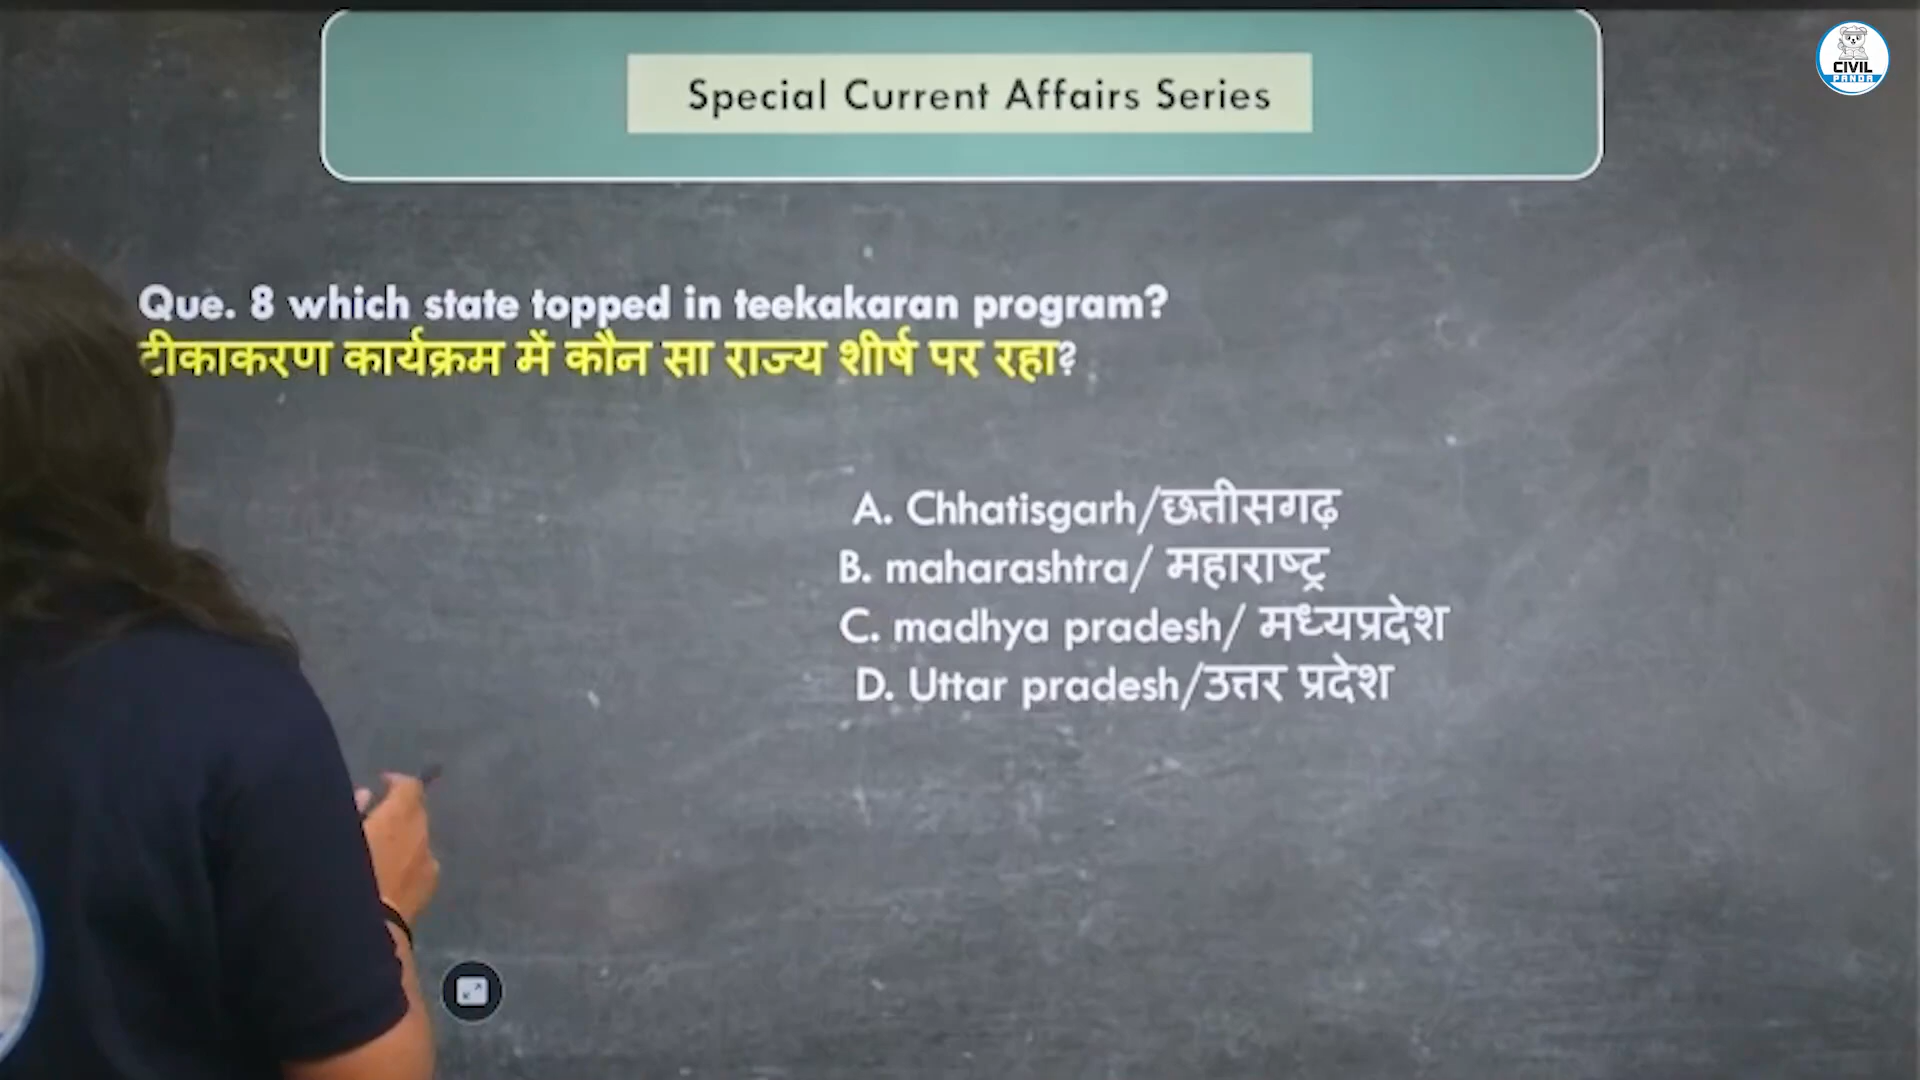 Special Current Affairs Series
CIVIL
PANDA
Que. 8 which state topped in teekakaran program?
टीकाकरण कार्यक्रम में कौन सा राज्य शीर्ष पर रहा?
A. Chhatisgarh/छत्तीसगढ़
B. maharashtra/ महाराष्ट्र
C. madhya pradesh/ मध्यप्रदेश
D. Uttar pradesh/उत्तर प्रदेश